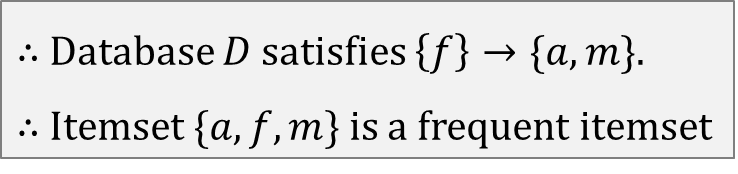 ∴ Database D satisfies {f} → {a, m}.
∴ Itemset {a, f, m} is a frequent itemset